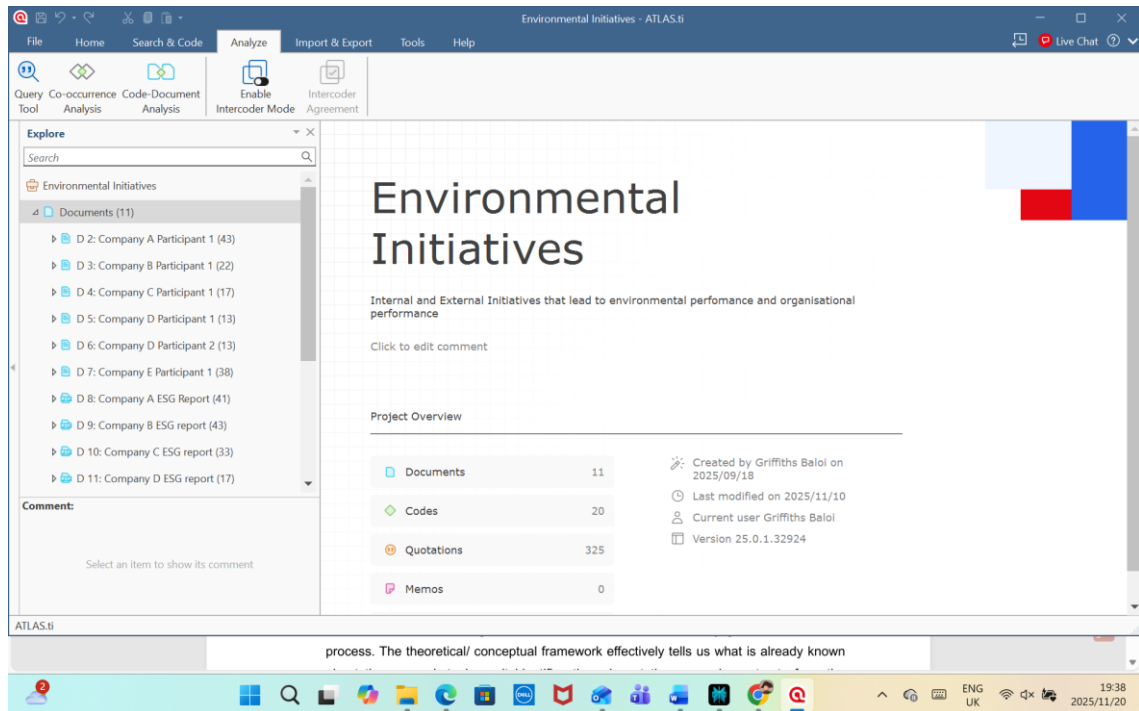 Environmental Initiatives - ATLAS.ti
File Home Search & Code Analyze Import & Export Tools Help
Live Chat
Query Tool
Co-occurrence Analysis
Code-Document Analysis
Enable Intercoder Mode
Intercoder Agreement
Explore
Search
Environmental Initiatives
Documents (11)
D 2: Company A Participant 1 (43)
D 3: Company B Participant 1 (22)
D 4: Company C Participant 1 (17)
D 5: Company D Participant 1 (13)
D 6: Company D Participant 2 (13)
D 7: Company E Participant 1 (38)
D 8: Company A ESG Report (41)
D 9: Company B ESG report (43)
D 10: Company C ESG report (33)
D 11: Company D ESG report (17)
Comment:
Select an item to show its comment
Environmental
Initiatives
Internal and External Initiatives that lead to environmental perfomance and organisational
performance
Click to edit comment
Project Overview
Documents 11
Codes 20
Quotations 325
Memos 0
Created by Griffiths Baloi on
2025/09/18
Last modified on 2025/11/10
Current user Griffiths Baloi
Version 25.0.1.32924
ATLAS.ti
process. The theoretical/ conceptual framework effectively tells us what is already known
2
DELL
ENG
UK
19:38
2025/11/20